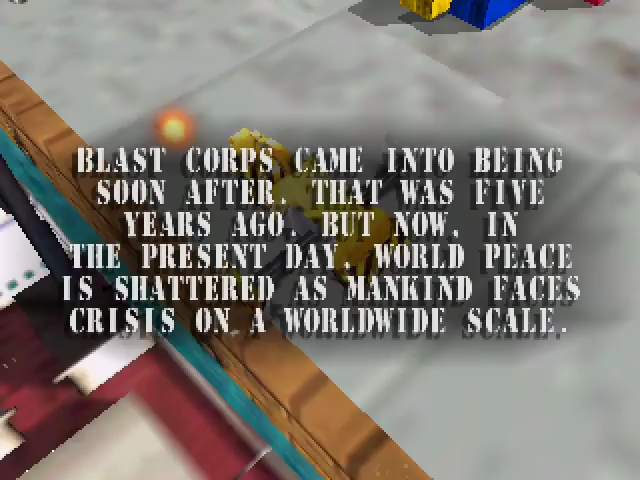 BLAST CORPS CAME INTO BEING
SOON AFTER. THAT WAS FIVE
YEARS AGO. BUT NOW, IN
THE PRESENT DAY, WORLD PEACE
IS SHATTERED AS MANKIND FACES
CRISIS ON A WORLDWIDE SCALE.